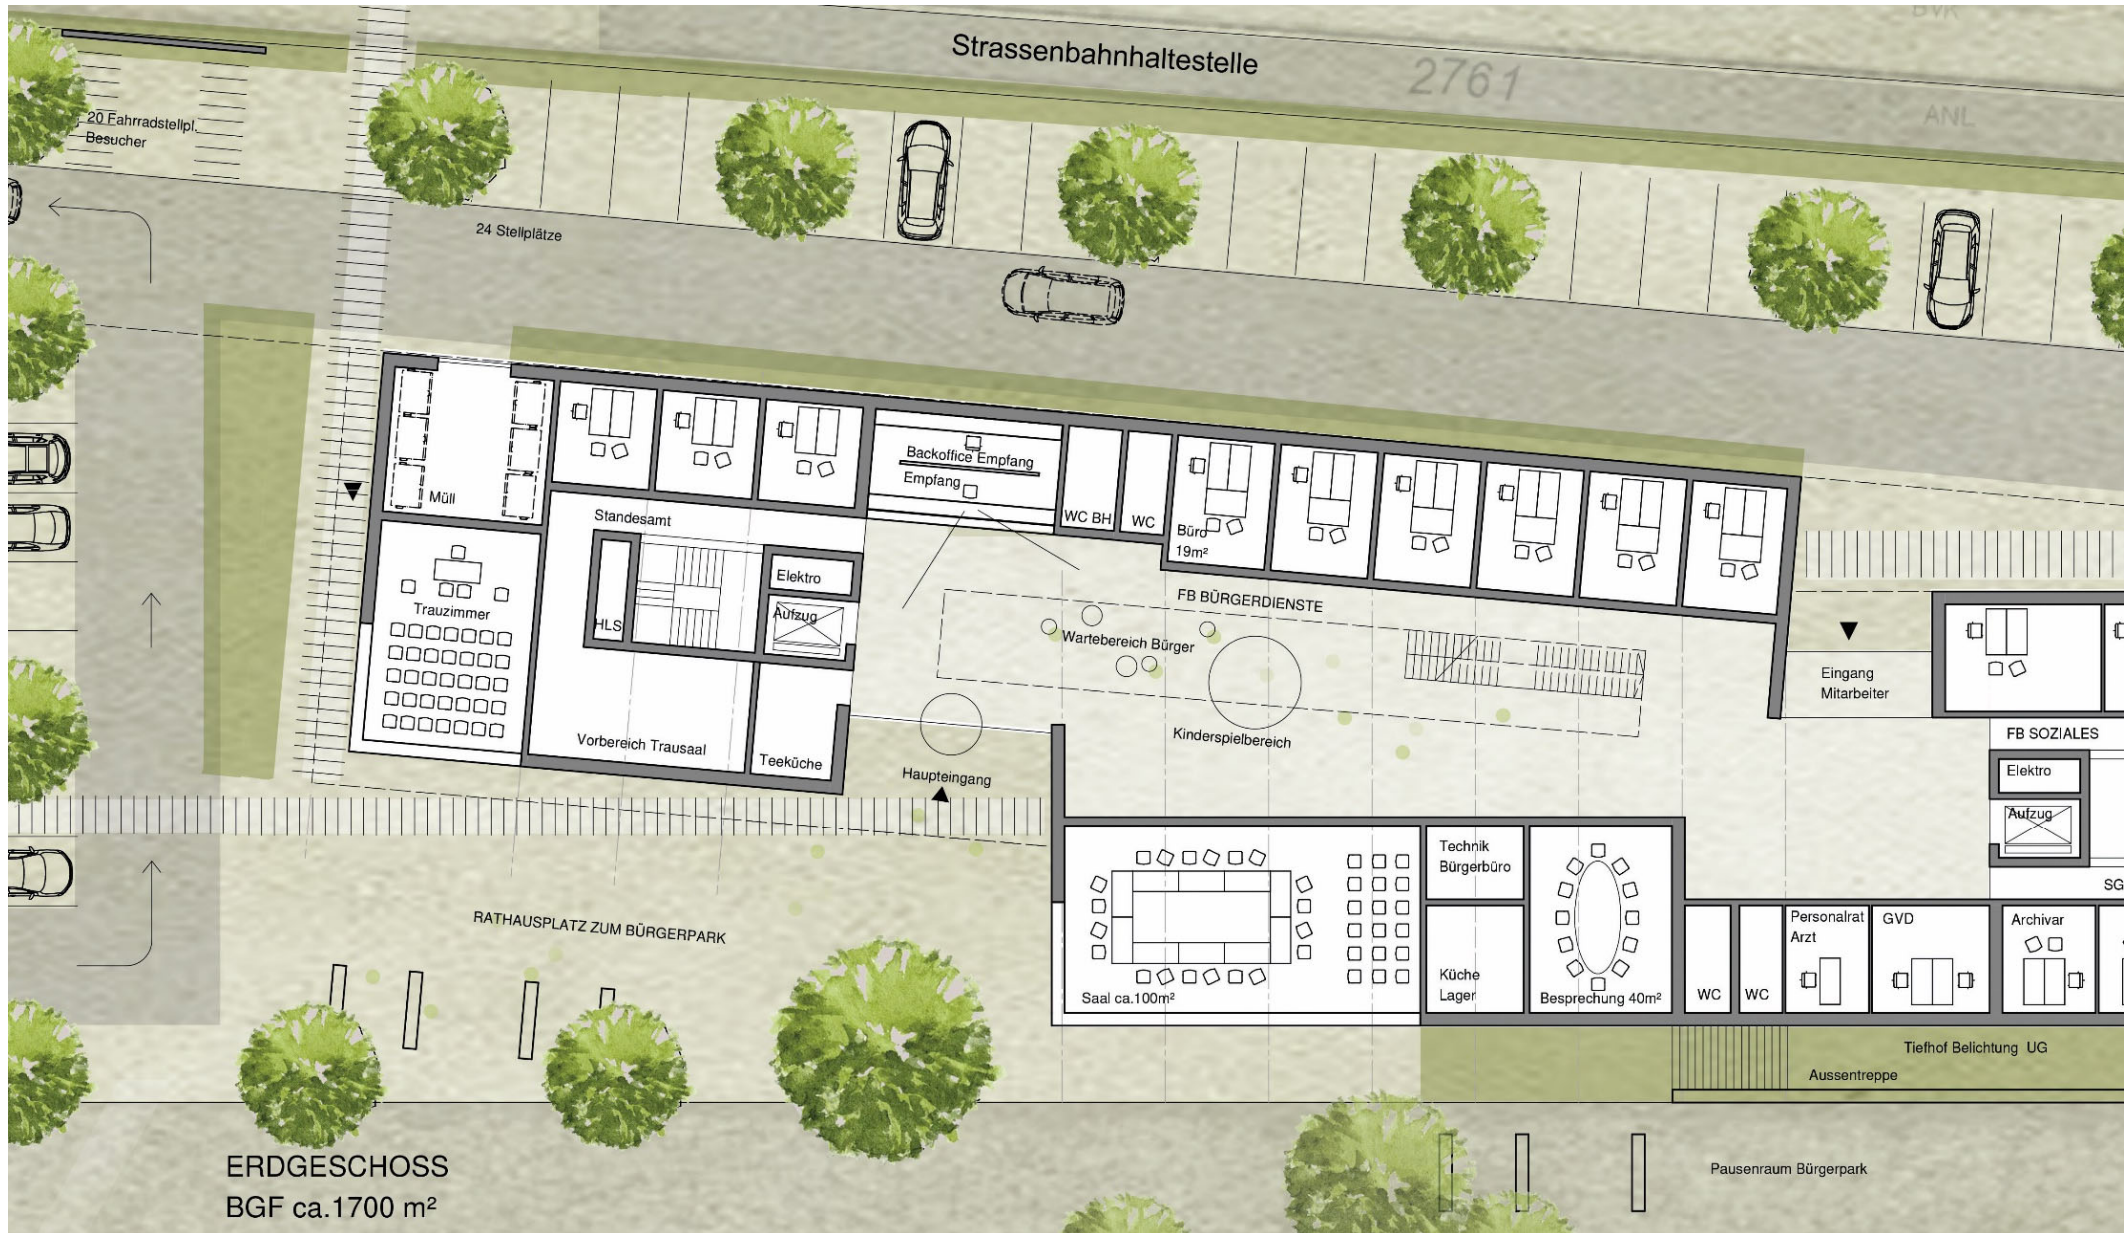 BVK
Strassenbahnhaltestelle
2761
ANL
20 Fahrradstellpl.
Besucher
24 Stellplätze
Backoffice Empfang
Empfang
Müll
WC BH
WC
Büro
19m²
Standesamt
Elektro
Aufzug
HLS
Trauzimmer
FB BÜRGERDIENSTE
Wartebereich Bürger
Kinderspielbereich
Eingang
Mitarbeiter
Vorbereich Trausaal
Teeküche
Haupteingang
FB SOZIALES
Elektro
Aufzug
SG
Technik
Bürgerbüro
RATHAUSPLATZ ZUM BÜRGERPARK
Personalrat
Arzt
GVD
Archivar
Küche
Lager
Saal ca.100m²
Besprechung 40m²
WC
WC
Tiefhof Belichtung UG
Aussentreppe
Pausenraum Bürgerpark
ERDGESCHOSS
BGF ca.1700 m²